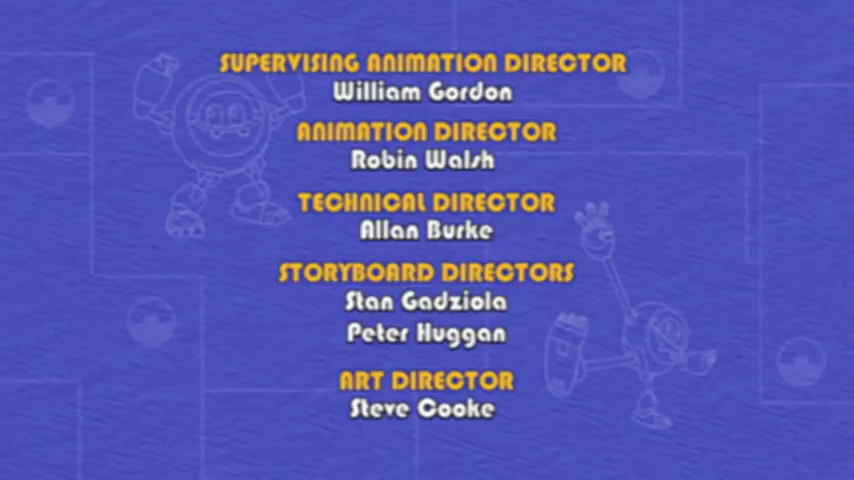 SUPERVISING ANIMATION DIRECTOR
William Gordon
ANIMATION DIRECTOR
Robin Walsh
TECHNICAL DIRECTOR
Allan Burke
STORYBOARD DIRECTORS
Stan Gadziola
Peter Huggan
ART DIRECTOR
Steve Cooke